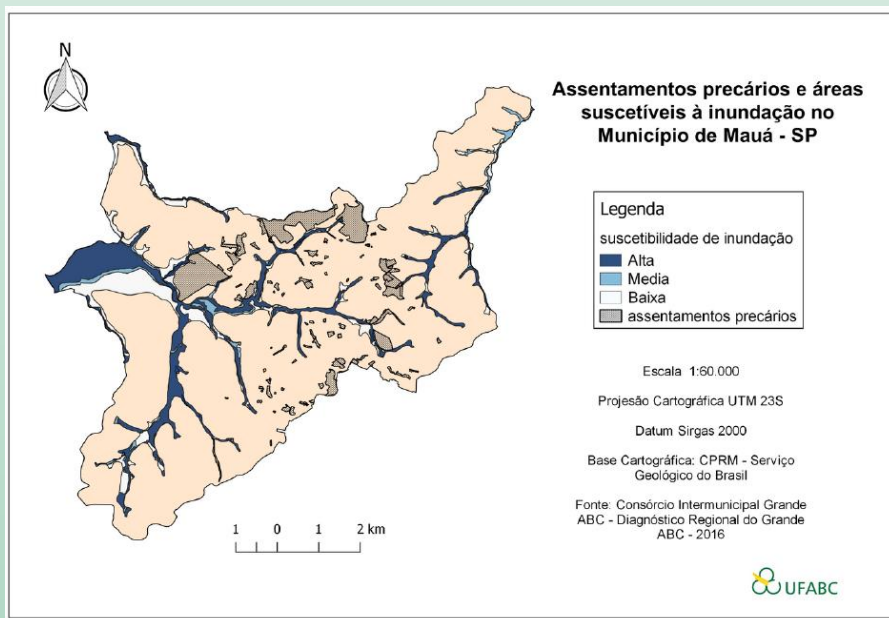 N
Assentamentos precários e áreas
suscetíveis à inundação no
Município de Mauá - SP
Legenda
suscetibilidade de inundação
Alta
Media
Baixa
assentamentos precários
Escala 1:60.000
Projesão Cartográfica UTM 23S
Datum Sirgas 2000
Base Cartográfica: CPRM - Serviço
Geológico do Brasil
Fonte: Consórcio Intermunicipal Grande
ABC - Diagnóstico Regional do Grande
ABC - 2016
1 0 1 2 km
UFABC